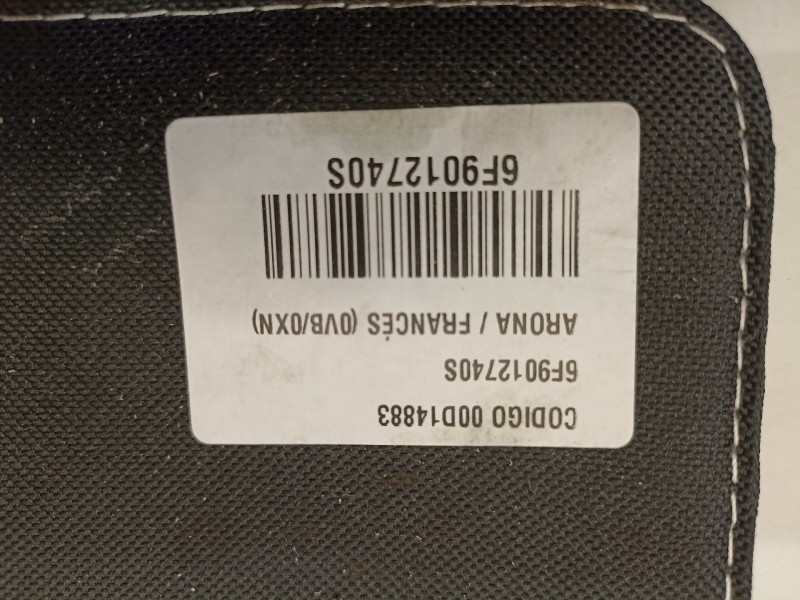 CODIGO 00D14883
6F9012740S
ARONA / FRANCÉS (0VB/0XN)
6F9012740S